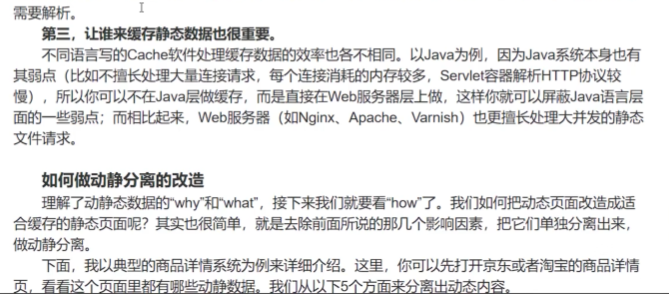 需要解析。
第三，让谁来缓存静态数据也很重要。
不同语言写的Cache软件处理缓存数据的效率也各不相同。以Java为例，因为Java系统本身也有
其弱点（比如不擅长处理大量连接请求，每个连接消耗的内存较多，Servlet容器解析HTTP协议较
慢），所以你可以不在Java层做缓存，而是直接在Web服务器层上做，这样你就可以屏蔽Java语言层
面的一些弱点；而相比起来，Web服务器（如Nginx、Apache、Varnish）也更擅长处理大并发的静态
文件请求。
如何做动静分离的改造
理解了动静态数据的“why”和“what”，接下来我们就要看“how”了。我们如何把动态页面改造成适
合缓存的静态页面呢？其实也很简单，就是去除前面所说的那几个影响因素，把它们单独分离出来，
做动静分离。
下面，我以典型的商品详情系统为例来详细介绍。这里，你可以先打开京东或者淘宝的商品详情
页，看看这个页面里都有哪些动静数据。我们从以下5个方面来分离出动态内容。